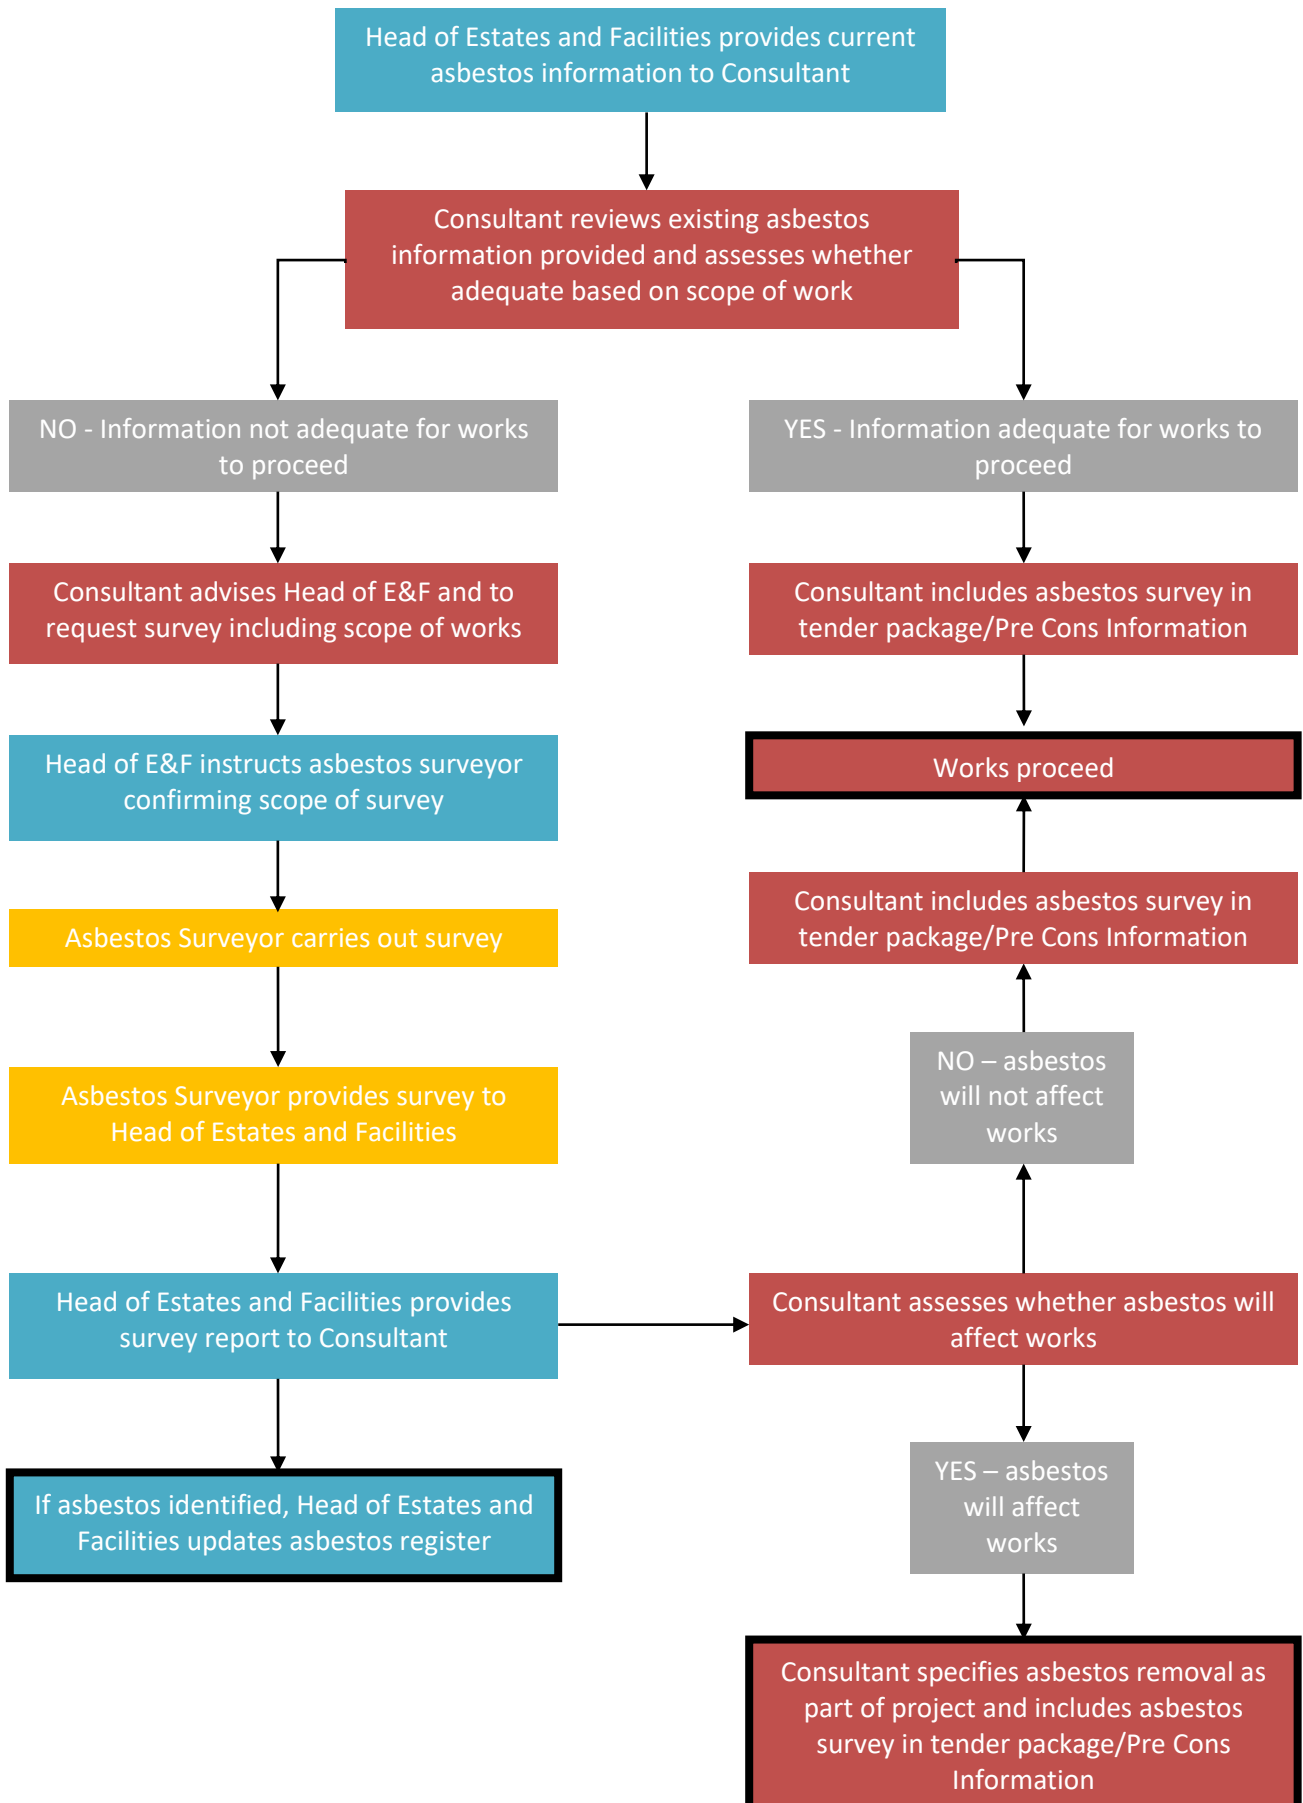 Head of Estates and Facilities provides current
asbestos information to Consultant
Consultant reviews existing asbestos
information provided and assesses whether
adequate based on scope of work
NO - Information not adequate for works
to proceed
YES - Information adequate for works to
proceed
Consultant advises Head of E&F and to
request survey including scope of works
Consultant includes asbestos survey in
tender package/Pre Cons Information
Head of E&F instructs asbestos surveyor
confirming scope of survey
Works proceed
Asbestos Surveyor carries out survey
Consultant includes asbestos survey in
tender package/Pre Cons Information
Asbestos Surveyor provides survey to
Head of Estates and Facilities
NO – asbestos
will not affect
works
Head of Estates and Facilities provides
survey report to Consultant
Consultant assesses whether asbestos will
affect works
If asbestos identified, Head of Estates and
Facilities updates asbestos register
YES – asbestos
will affect
works
Consultant specifies asbestos removal as
part of project and includes asbestos
survey in tender package/Pre Cons
Information